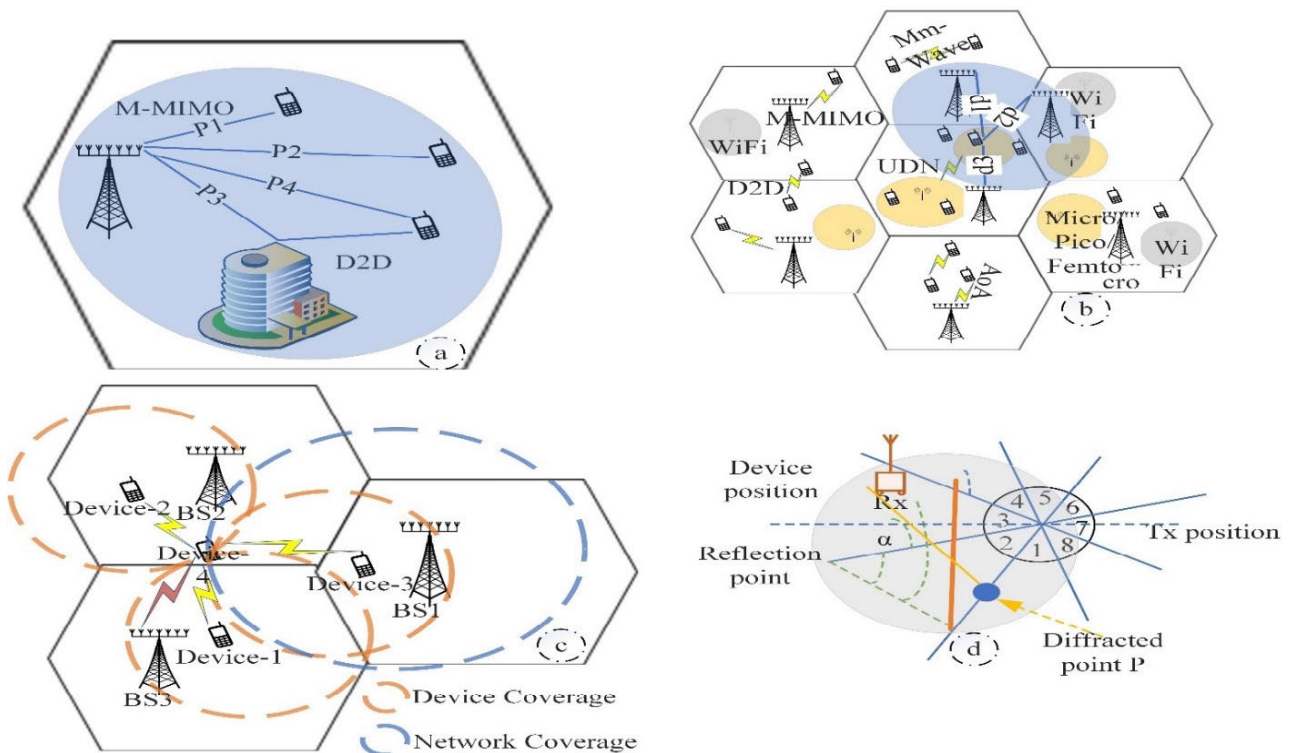 M-MIMO
P1
P2
P4
P3
D2D
a
Mm-
Wave
M-MIMO
WiFi
d1
d2
Wi
Fi
UDN
d3
D2D
Micro
Pico
Femto
cro
Wi
Fi
AoA
b
Device-2
BS2
Device-
4
Device-3
BS1
Device-1
BS3
c
Device Coverage
Network Coverage
Device
position
Rx
4
5
6
3
7
2
1
8
Tx position
Reflection
point
α
Diffracted
point P
d